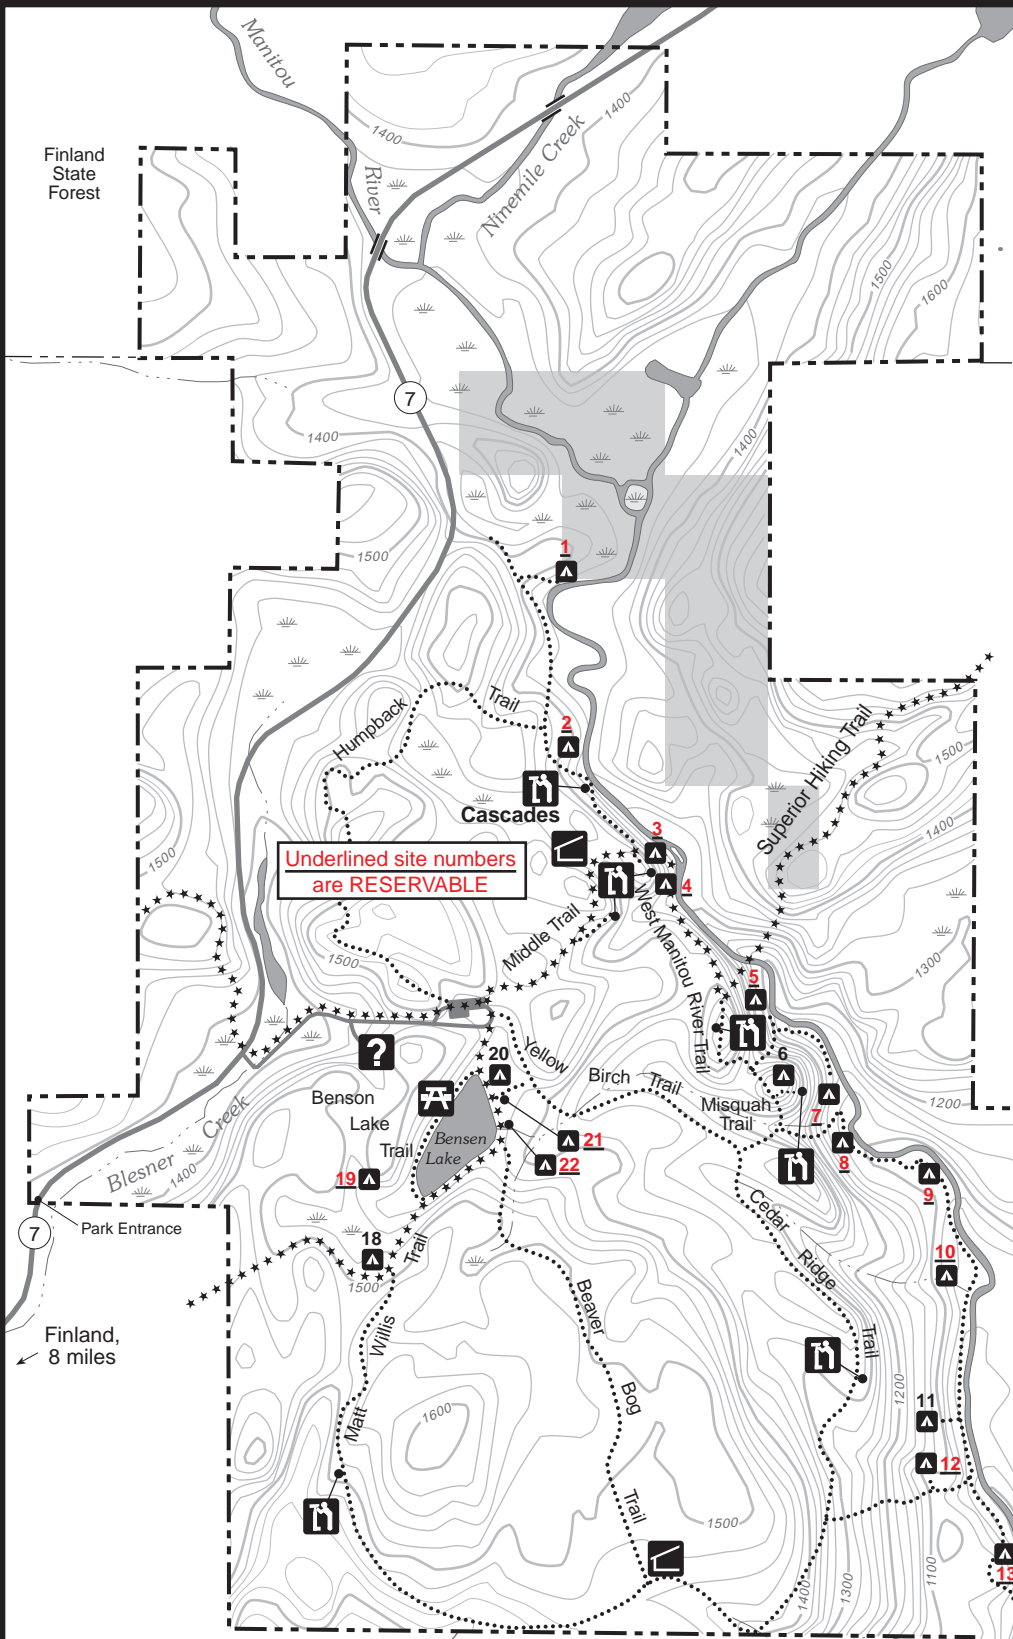 Manitou
River
Ninemile Creek
1400
1400
Finland
State
Forest
1500
1600
7
1400
1400
1500
1
Trail
Humpback
2
Superior Hiking Trail
1500
Cascades
3
1400
1500
Underlined site numbers
are RESERVABLE
4
West Manitou River Trail
Middle Trail
1500
1300
5
?
20
Yellow
6
Birch Trail
Benson
Lake
Trail
Misquah
Trail
7
1200
Bensen
Lake
21
22
8
Blesner Creek
1400
19
9
Park Entrance
7
Cedar
Ridge
Trail
18
Trail
10
1500
Beaver
Bog
Trail
Willis
Matt
Finland,
8 miles
1200
1600
11
12
1500
1400
1300
1100
13